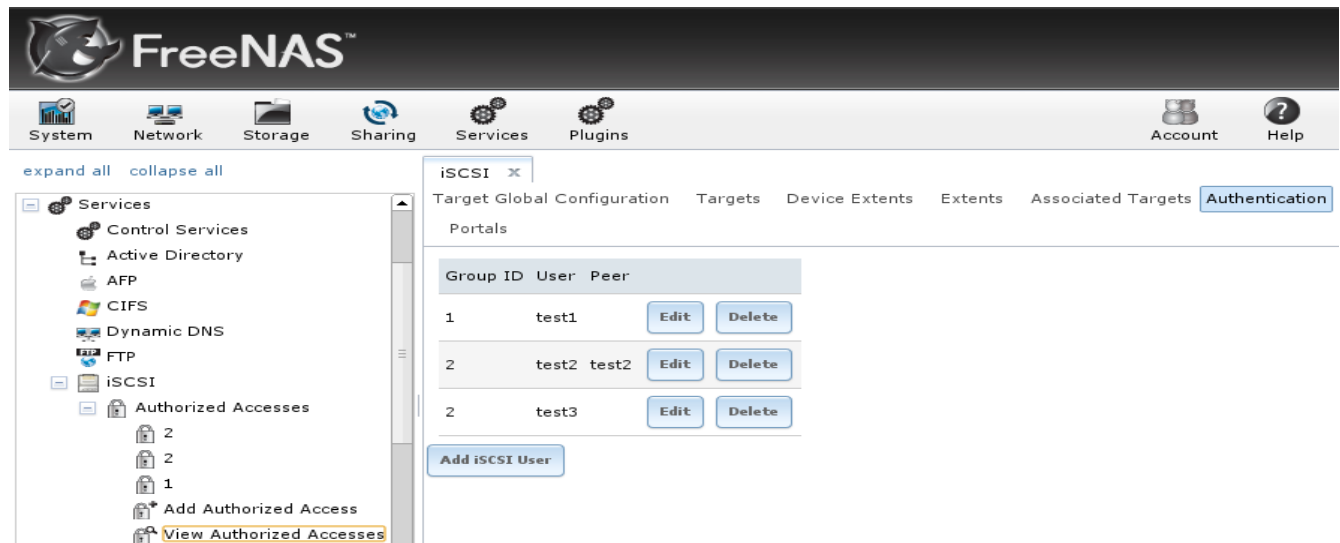 FreeNAS™
System Network Storage Sharing Services Plugins Account Help
expand all collapse all
Services
Control Services
Active Directory
AFP
CIFS
Dynamic DNS
FTP
FTP
iSCSI
Authorized Accesses
2
2
1
Add Authorized Access
View Authorized Accesses
iSCSI x
Target Global Configuration Targets Device Extents Extents Associated Targets Authentication
Portals
Group ID User Peer
1 test1 Edit Delete
2 test2 test2 Edit Delete
2 test3 Edit Delete
Add iSCSI User